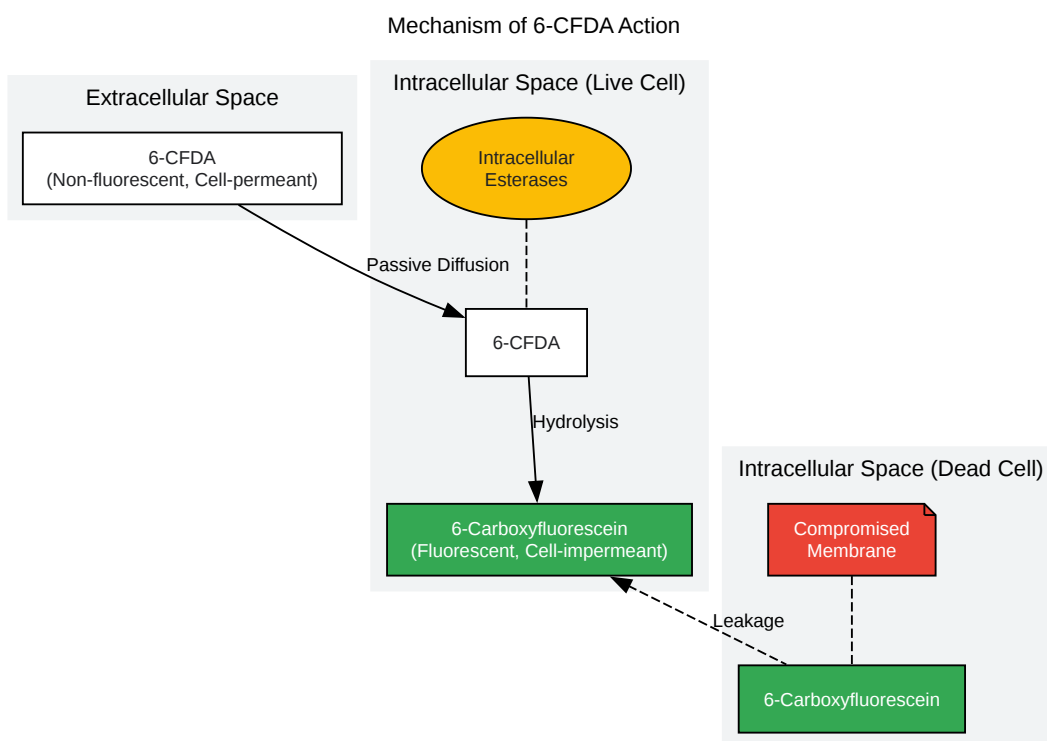 Mechanism of 6-CFDA Action
Extracellular Space
6-CFDA
(Non-fluorescent, Cell-permeant)
Intracellular Space (Live Cell)
Intracellular
Esterases
Passive Diffusion
6-CFDA
Hydrolysis
6-Carboxyfluorescein
(Fluorescent, Cell-impermeant)
Intracellular Space (Dead Cell)
Compromised
Membrane
Leakage
6-Carboxyfluorescein